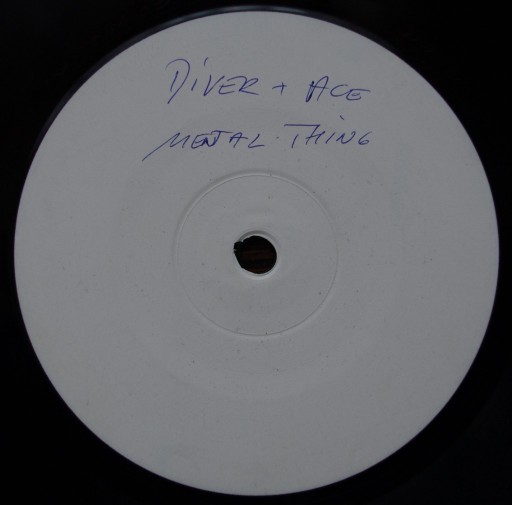 DiVER + ACE
MENTAL THiNG